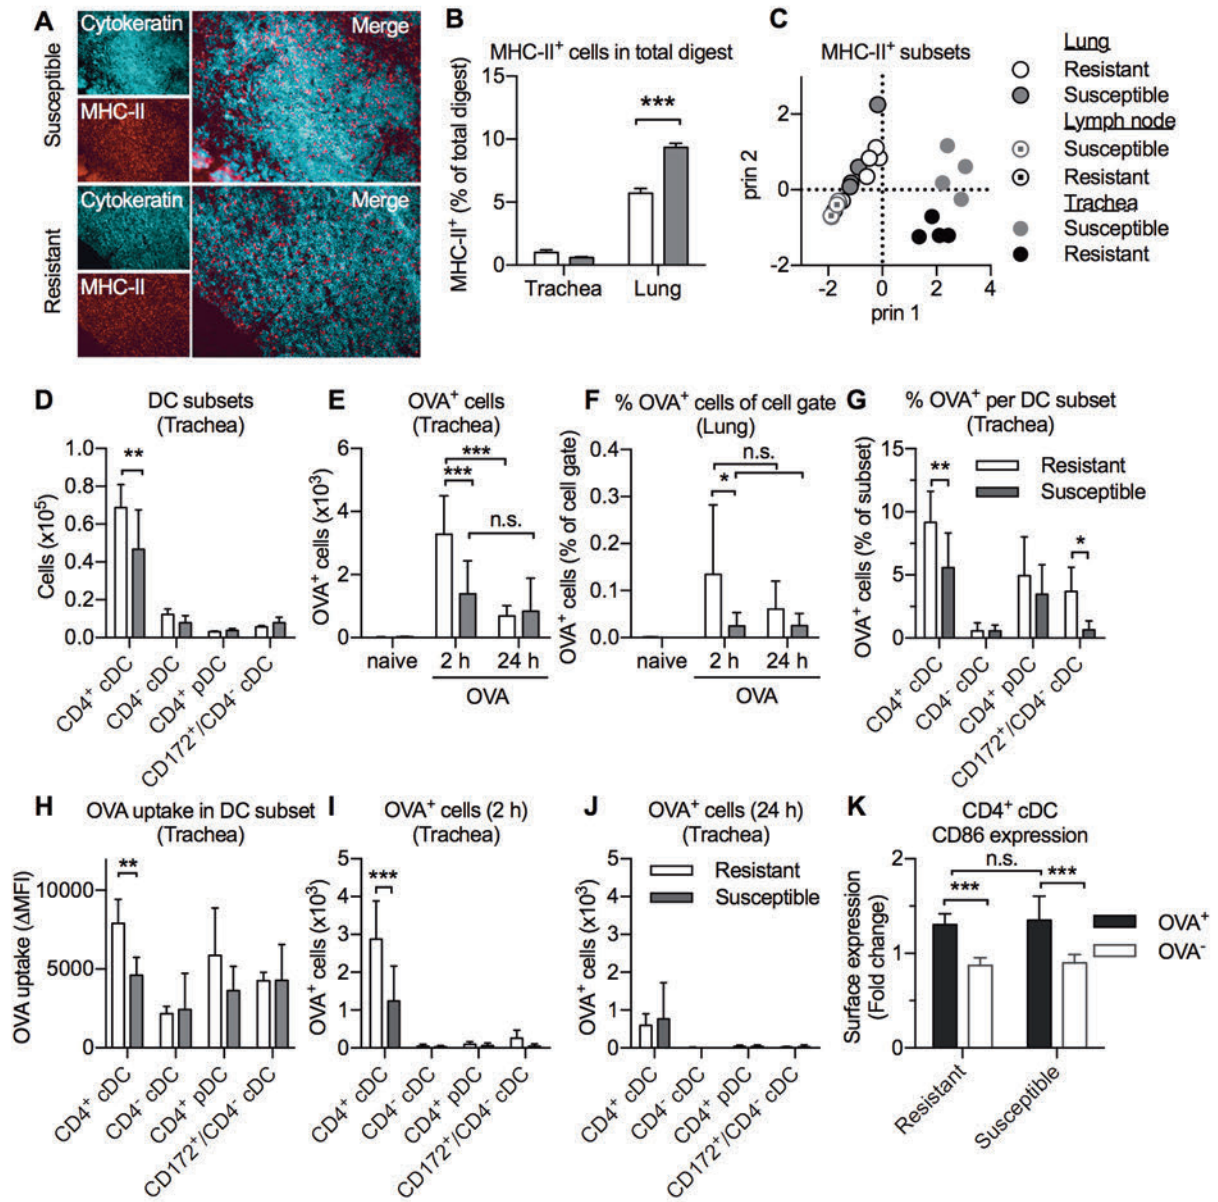 A
Susceptible
Cytokeratin
MHC-II
Merge
Resistant
Cytokeratin
MHC-II
Merge
B
MHC-II⁺ cells in total digest
MHC-II⁺ (% of total digest)
15
10
5
0
***
Trachea Lung
C
MHC-II⁺ subsets
prin 2
2
0
-2
-2 0 2 4
prin 1
Lung
Resistant
Susceptible
Lymph node
Susceptible
Resistant
Trachea
Susceptible
Resistant
D
DC subsets
(Trachea)
Cells (x10⁵)
1.0
0.8
0.6
0.4
0.2
0.0
**
CD4⁺ cDC
CD4⁻ cDC
CD4⁺ pDC
CD172⁺/CD4⁻ cDC
E
OVA⁺ cells
(Trachea)
OVA⁺ cells (x10³)
6
4
2
0
***
***
n.s.
naive 2 h 24 h
OVA
F
% OVA⁺ cells of cell gate
(Lung)
OVA⁺ cells (% of cell gate)
0.4
0.3
0.2
0.1
0.0
n.s.
*
naive 2 h 24 h
OVA
G
% OVA⁺ per DC subset
(Trachea)
OVA⁺ cells (% of subset)
15
10
5
0
Resistant
Susceptible
**
*
CD4⁺ cDC
CD4⁻ cDC
CD4⁺ pDC
CD172⁺/CD4⁻ cDC
H
OVA uptake in DC subset
(Trachea)
OVA uptake (ΔMFI)
10000
5000
0
**
CD4⁺ cDC
CD4⁻ cDC
CD4⁺ pDC
CD172⁺/CD4⁻ cDC
I
OVA⁺ cells (2 h)
(Trachea)
OVA⁺ cells (x10³)
5
4
3
2
1
0
***
CD4⁺ cDC
CD4⁻ cDC
CD4⁺ pDC
CD172⁺/CD4⁻ cDC
J
OVA⁺ cells (24 h)
(Trachea)
OVA⁺ cells (x10³)
5
4
3
2
1
0
Resistant
Susceptible
CD4⁺ cDC
CD4⁻ cDC
CD4⁺ pDC
CD172⁺/CD4⁻ cDC
K
CD4⁺ cDC
CD86 expression
Surface expression
(Fold change)
2
1
0
n.s.
***
***
OVA⁺
OVA⁻
Resistant
Susceptible